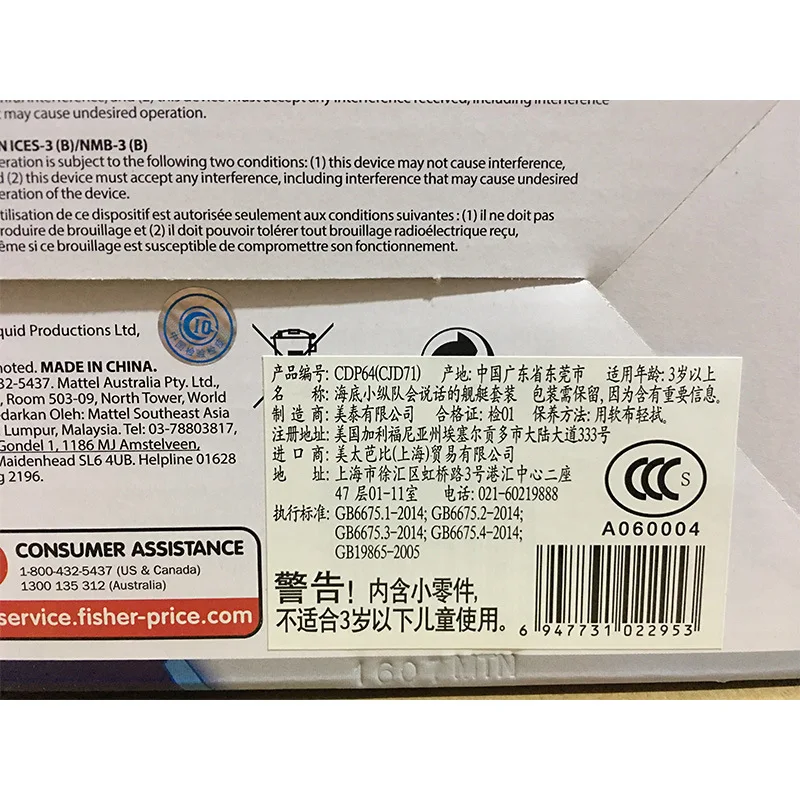 may cause undesired operation.
N ICES-3 (B)/NMB-3 (B)
eration is subject to the following two conditions: (1) this device may not cause interference,
d (2) this device must accept any interference, including interference that may cause undesired
eration of the device.
tilisation de ce dispositif est autorisée seulement aux conditions suivantes : (1) il ne doit pas
roduire de brouillage et (2) il doit pouvoir tolérer tout brouillage radioélectrique reçu,
ême si ce brouillage est susceptible de compromettre son fonctionnement.
CIQ
中国检验检疫
quid Productions Ltd,
noted. MADE IN CHINA.
32-5437. Mattel Australia Pty. Ltd.,
, Room 503-09, North Tower, World
edarkan Oleh: Mattel Southeast Asia
Lumpur, Malaysia. Tel: 03-78803817,
Gondel 1, 1186 MJ Amstelveen,
Maidenhead SL6 4UB. Helpline 01628
g 2196.
CONSUMER ASSISTANCE
1-800-432-5437 (US & Canada)
1300 135 312 (Australia)
service.fisher-price.com
产品编号: CDP64(CJD71) 产地: 中国广东省东莞市 适用年龄: 3岁以上
名 称: 海底小纵队会说话的舰艇套装 包装需保留,因为含有重要信息.
制 造 商: 美泰有限公司 合格证: 检01 保养方法: 用软布轻拭.
注册地址: 美国加利福尼亚州埃塞尔贡多市大陆大道333号
进 口 商: 美太芭比(上海)贸易有限公司
地 址: 上海市徐汇区虹桥路3号港汇中心二座
47 层01-11室 电话: 021-60219888
执行标准: GB6675.1-2014; GB6675.2-2014;
GB6675.3-2014; GB6675.4-2014;
GB19865-2005
CCC S
A060004
警告! 内含小零件,
不适合3岁以下儿童使用.
6 947731 022953
1607 MTN